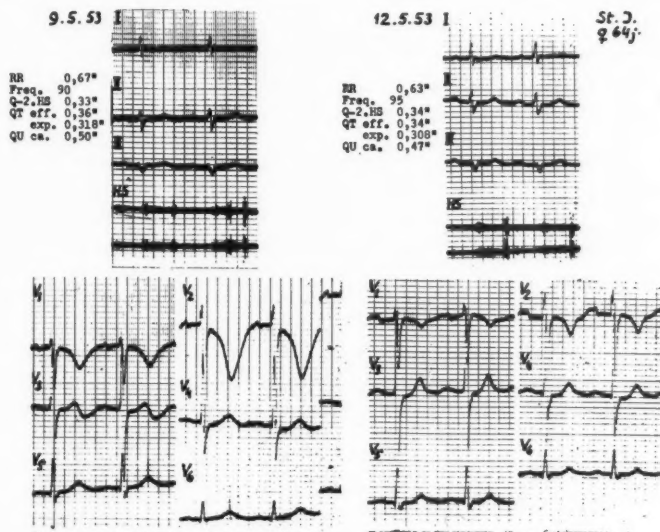 9.5.53 I
RR 0,67"
Freq. 90
Q-2.HS 0,33"
QT eff. 0,36"
exp. 0,318"
QU ca. 0,50"
II
III
HS
12.5.53 I
St. J.
♀ 64j.
RR 0,63"
Freq. 95
Q-2.HS 0,34"
QT eff. 0,34"
exp. 0,308"
QU ca. 0,47"
II
III
HS
V1
V2
V3
V4
V5
V6
V1
V2
V3
V4
V5
V6